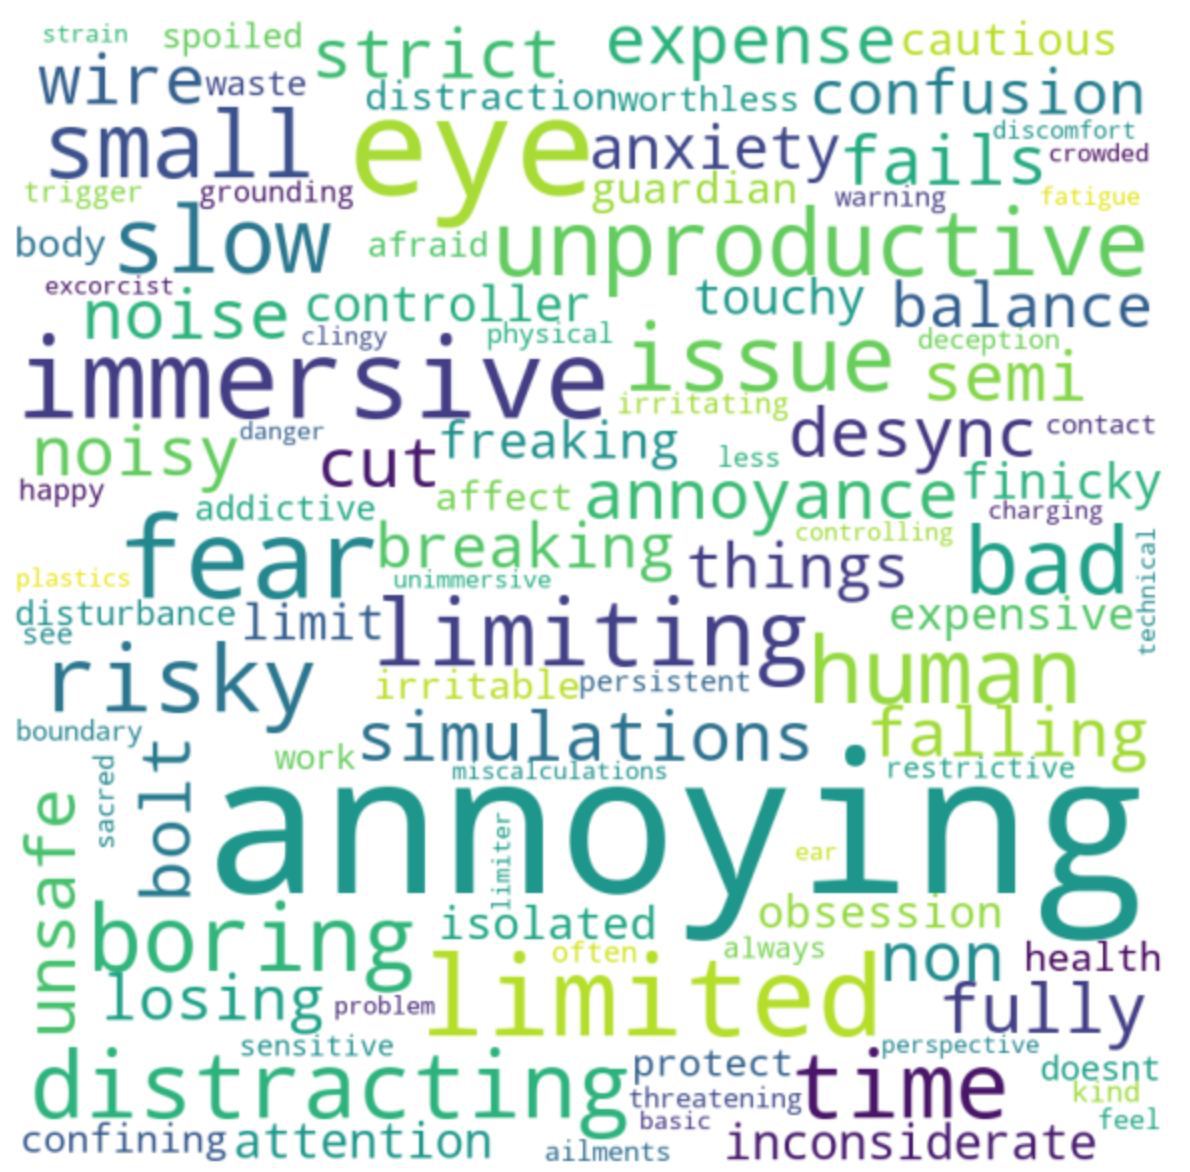 strain spoiled strict expense cautious
wire waste distraction worthless confusion
small eye anxiety fails discomfort crowded
trigger grounding guardian warning fatigue
body slow afraid unproductive
excorcist noise controller touchy balance
clingy physical issue deception
immersive irritating semi
noisy danger cut freaking desync contact
happy less finicky
addictive affect annoyance charging
fear breaking controlling things bad technical
plastics unimmersive
disturbance limit limiting expensive
see
risky irritable persistent human
boundary simulations falling
sacred bolt work miscalculations restrictive
unsafe annoying limiter ear
boring isolated obsession
often always non health
losing problem limited fully
sensitive perspective
distracting protect time doesnt
threatening kind
confining attention basic inconsiderate feel
ailments